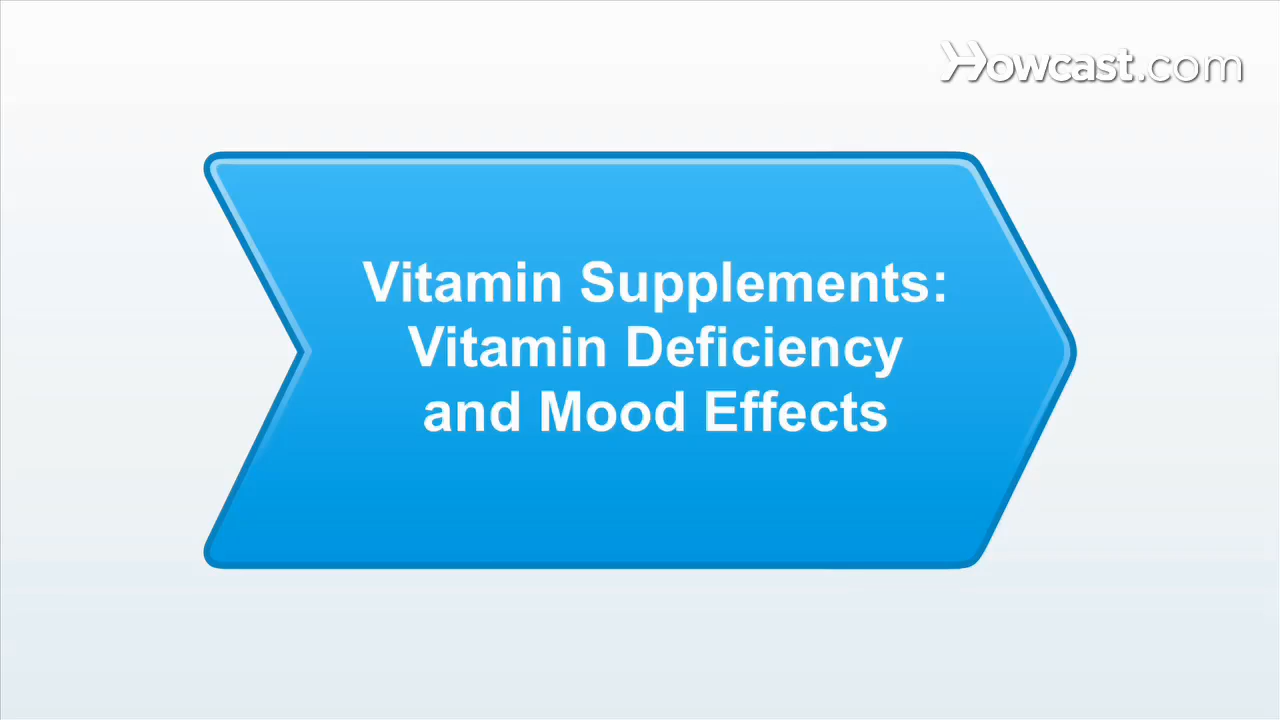 Howcast.com
Vitamin Supplements:
Vitamin Deficiency
and Mood Effects